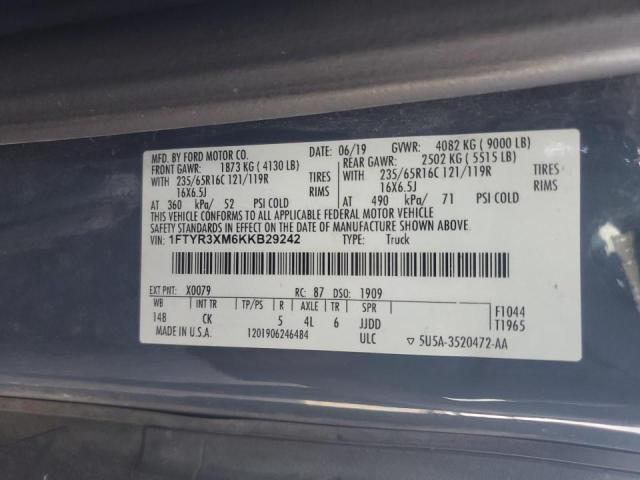 MFD. BY FORD MOTOR CO. DATE: 06/19 GVWR: 4082 KG ( 9000 LB)
FRONT GAWR: 1873 KG ( 4130 LB) REAR GAWR: 2502 KG ( 5515 LB)
WITH 235/65R16C 121/119R TIRES WITH 235/65R16C 121/119R TIRES
16X6.5J RIMS 16X6.5J RIMS
AT 360 kPa/ 52 PSI COLD AT 490 kPa/ 71 PSI COLD
THIS VEHICLE CONFORMS TO ALL APPLICABLE FEDERAL MOTOR VEHICLE
SAFETY STANDARDS IN EFFECT ON THE DATE OF MANUFACTURE SHOWN ABOVE.
VIN: 1FTYR3XM6KKB29242 TYPE: Truck
EXT PNT: X0079 RC: 87 DSO: 1909
WB INT TR TP/PS R AXLE TR SPR F1044
148 CK 5 4L 6 JJDD T1965
MADE IN U.S.A. 1201906246484 ULC ▽ 5U5A-3520472-AA